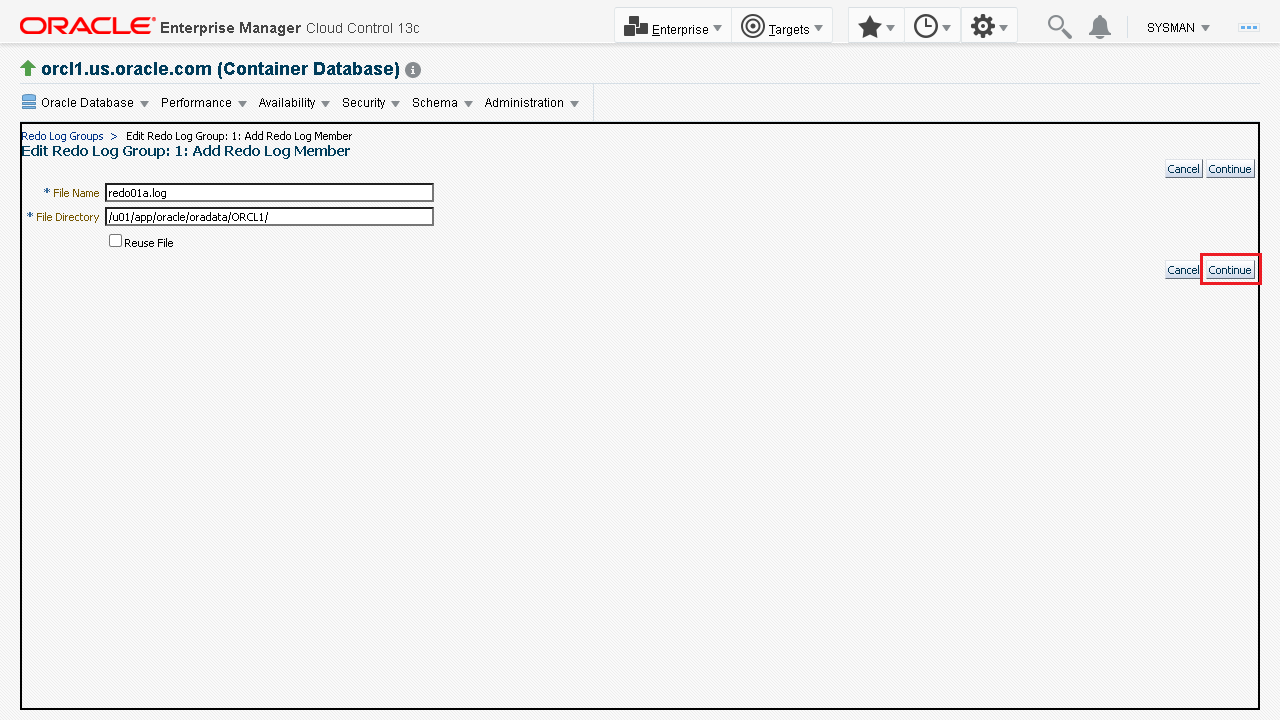 ORACLE® Enterprise Manager Cloud Control 13c Enterprise Targets SYSMAN
orcl1.us.oracle.com (Container Database)
Oracle Database Performance Availability Security Schema Administration
Redo Log Groups > Edit Redo Log Group: 1: Add Redo Log Member
Edit Redo Log Group: 1: Add Redo Log Member
Cancel Continue
* File Name redo01a.log
* File Directory /u01/app/oracle/oradata/ORCL1/
Reuse File
Cancel Continue